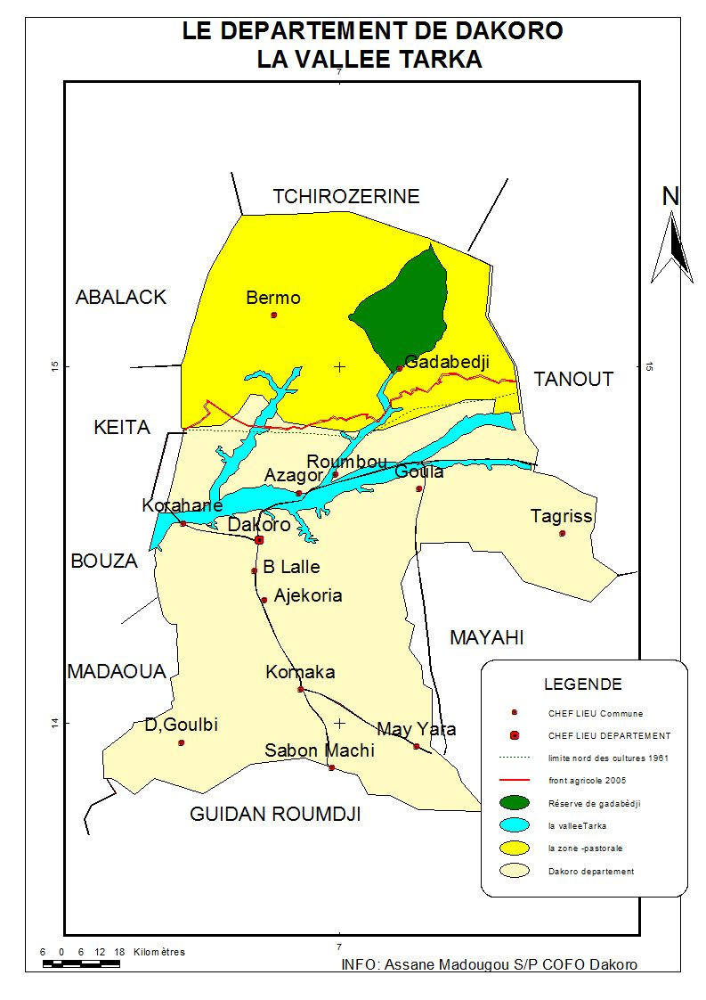 LE DEPARTEMENT DE DAKORO
LA VALLEE TARKA
7
N
TCHIROZERINE
ABALACK
Bermo
15
15
Gadabedji
TANOUT
KEITA
Roumbou
Azagor
Goula
Korahane
Dakoro
Tagriss
BOUZA
B Lalle
Ajekoria
MAYAHI
MADAOUA
Kornaka
14
D,Goulbi
May Yara
Sabon Machi
GUIDAN ROUMDJI
LEGENDE
CHEF LIEU Commune
CHEF LIEU DEPARTEMENT
limite nord des cultures 1961
front agricole 2005
Réserve de gadabédji
la valleeTarka
la zone -pastorale
Dakoro departement
7
6 0 6 12 18 Kilomètres
INFO: Assane Madougou S/P COFO Dakoro